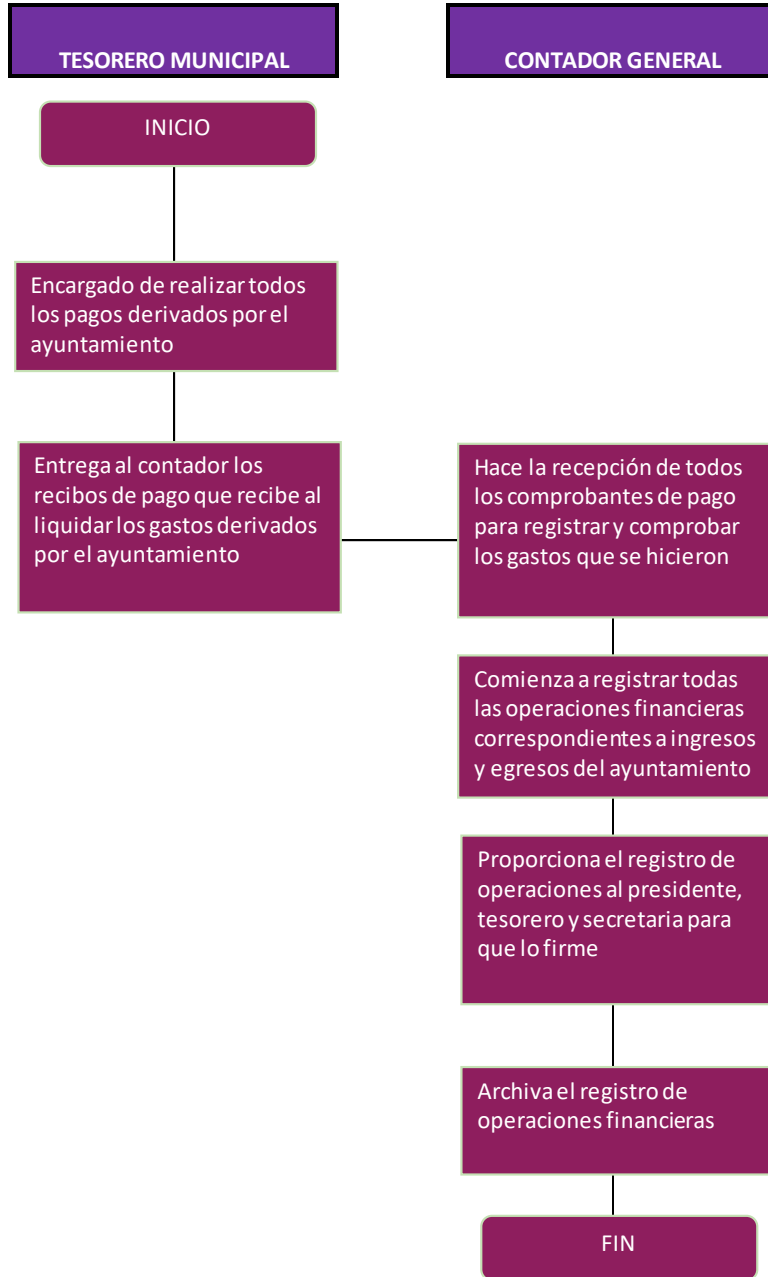 TESORERO MUNICIPAL
CONTADOR GENERAL
INICIO
Encargado de realizar todos
los pagos derivados por el
ayuntamiento
Entrega al contador los
recibos de pago que recibe al
liquidar los gastos derivados
por el ayuntamiento
Hace la recepción de todos
los comprobantes de pago
para registrar y comprobar
los gastos que se hicieron
Comienza a registrar todas
las operaciones financieras
correspondientes a ingresos
y egresos del ayuntamiento
Proporciona el registro de
operaciones al presidente,
tesorero y secretaria para
que lo firme
Archiva el registro de
operaciones financieras
FIN